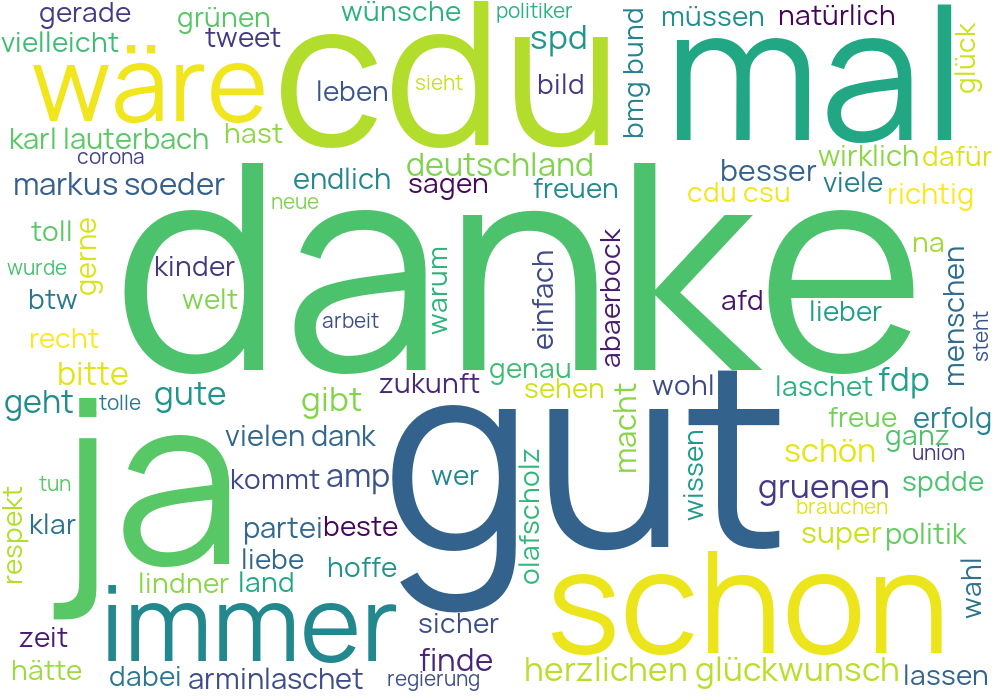 gerade
grünen
wünsche
politiker
müssen
natürlich
vielleicht
tweet
spd
glück
wäre
cdu
mal
leben
sieht
bild
bmg bund
karl lauterbach
hast
corona
deutschland
besser
wirklich
dafür
markus soeder
endlich
sagen
freuen
cdu csu
viele
richtig
neue
danke
toll
gerne
na
wurde
kinder
warum
einfach
abaerbock
menschen
btw
welt
afd
lieber
arbeit
steht
recht
bitte
zukunft
genau
sehen
wohl
laschet
fdp
geht
tolle
gute
gibt
macht
freue
erfolg
ja
vielen dank
gut
ganz
schön
union
kommt
amp
wer
wissen
gruenen
spdde
tun
respekt
klar
partei
beste
olafscholz
brauchen
super
politik
liebe
hoffe
lindner
land
wahl
immer
schon
zeit
sicher
finde
hätte
dabei
arminlaschet
regierung
herzlichen glückwunsch
lassen